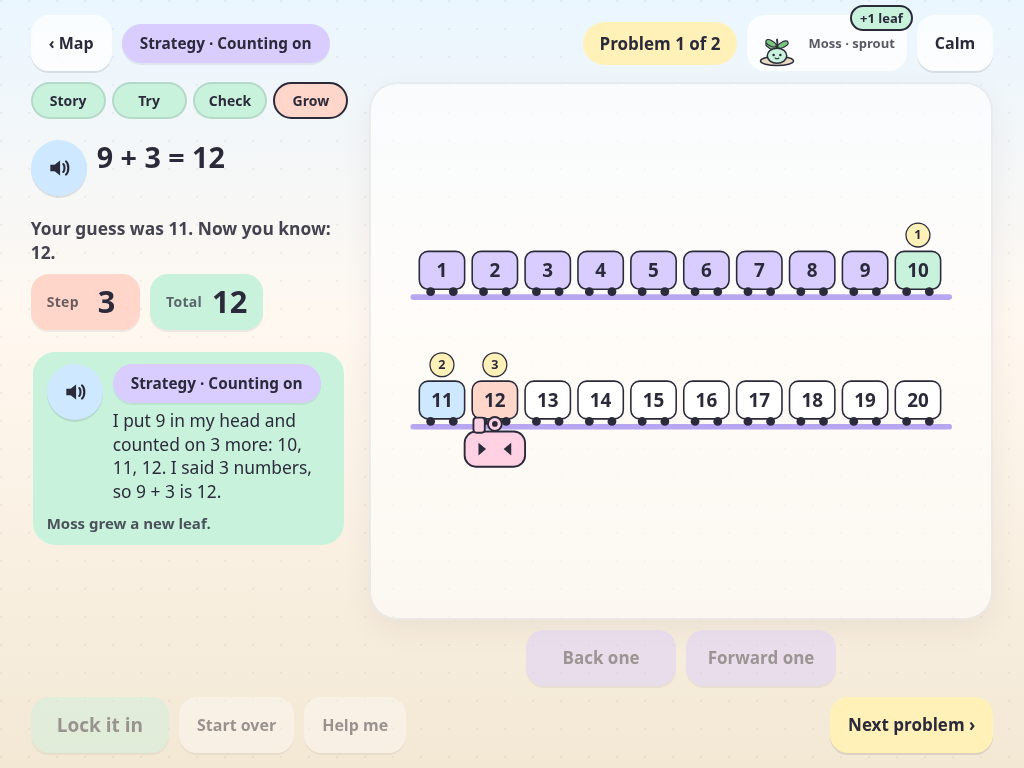 ‹ Map
Strategy · Counting on
Problem 1 of 2
+1 leaf
Moss · sprout
Calm
Story
Try
Check
Grow
9 + 3 = 12
Your guess was 11. Now you know:
12.
Step 3
Total 12
Strategy · Counting on
I put 9 in my head and
counted on 3 more: 10,
11, 12. I said 3 numbers,
so 9 + 3 is 12.
Moss grew a new leaf.
1
1 2 3 4 5 6 7 8 9 10
2 3
11 12 13 14 15 16 17 18 19 20
Back one
Forward one
Lock it in
Start over
Help me
Next problem ›